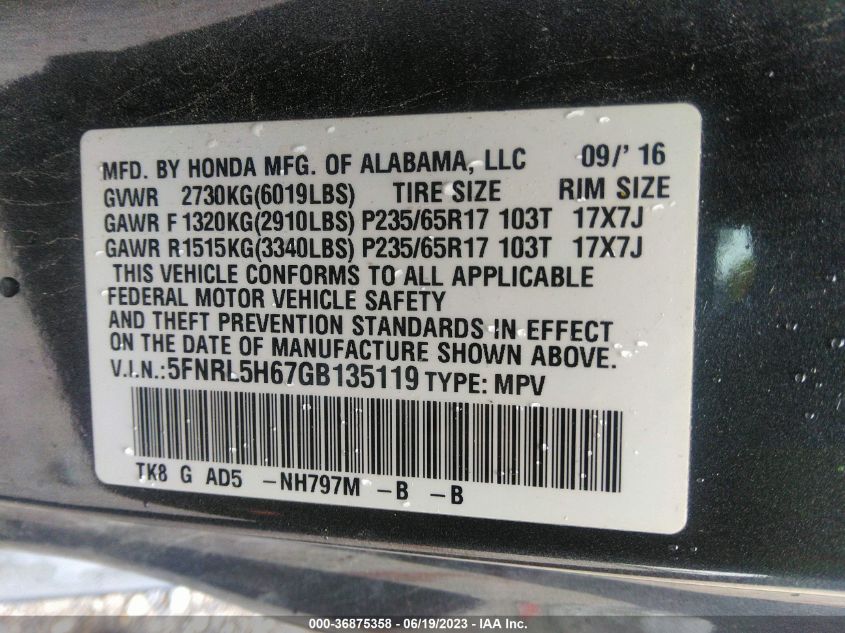 MFD. BY HONDA MFG. OF ALABAMA, LLC 09/' 16
GVWR 2730KG(6019LBS) TIRE SIZE RIM SIZE
GAWR F 1320KG(2910LBS) P235/65R17 103T 17X7J
GAWR R1515KG(3340LBS) P235/65R17 103T 17X7J
THIS VEHICLE CONFORMS TO ALL APPLICABLE
FEDERAL MOTOR VEHICLE SAFETY
AND THEFT PREVENTION STANDARDS IN EFFECT
ON THE DATE OF MANUFACTURE SHOWN ABOVE.
V.I.N.:5FNRL5H67GB135119 TYPE: MPV
TK8 G AD5 -NH797M -B -B
000-36875358 - 06/19/2023 - IAA Inc.